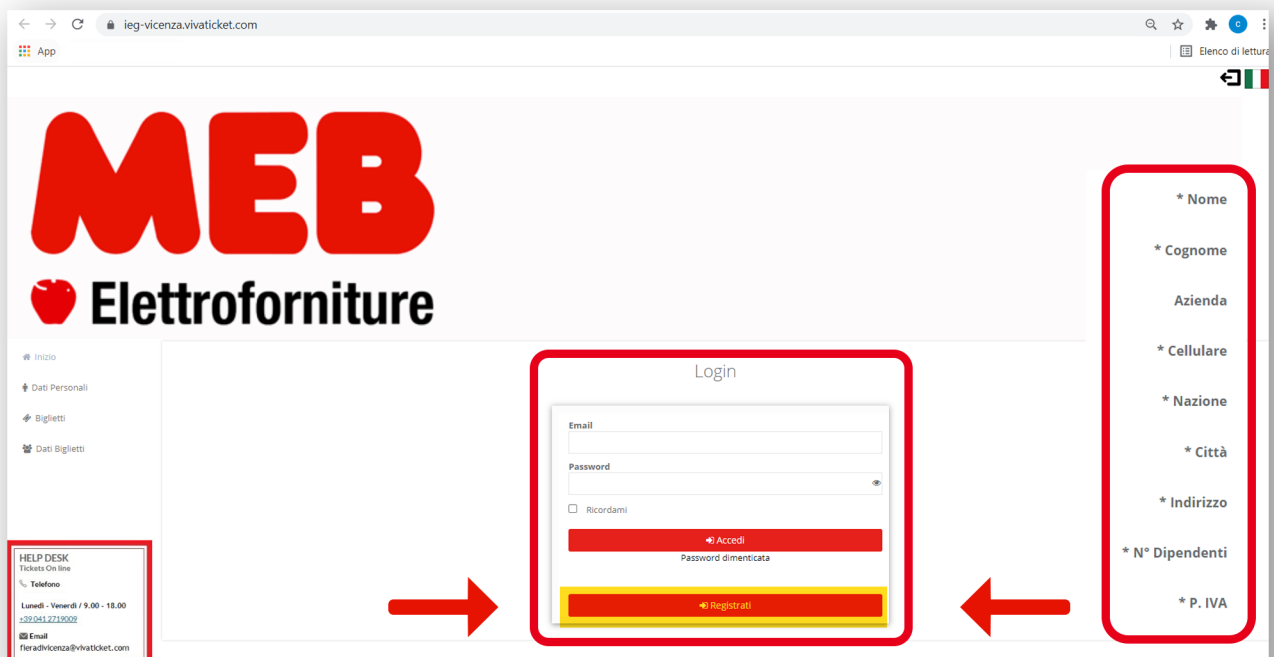 ieg-vicenza.vivaticket.com
C
App
Elenco di lettura
MEB
Elettroforniture
Inizio
Dati Personali
Biglietti
Dati Biglietti
HELP DESK
Tickets On line
Telefono
Lunedì - Venerdì / 9.00 - 18.00
+39 041 2719009
Email
fieradivicenza@vivaticket.com
Login
Email
Password
Ricordami
Accedi
Password dimenticata
Registrati
* Nome
* Cognome
Azienda
* Cellulare
* Nazione
* Città
* Indirizzo
* N° Dipendenti
* P. IVA